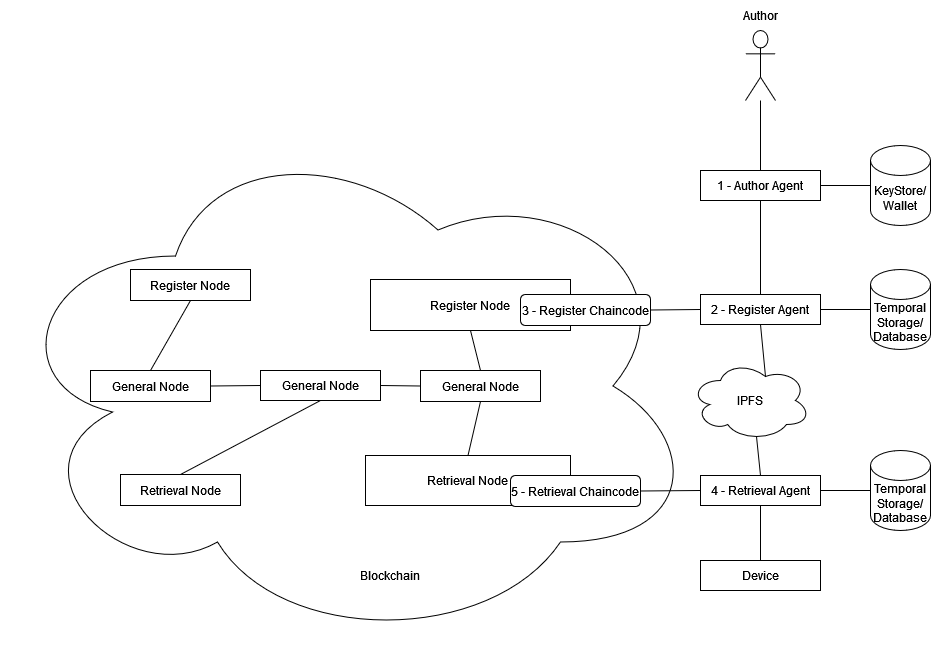 Author
1 - Author Agent
KeyStore/
Wallet
Register Node
Register Node
3 - Register Chaincode
2 - Register Agent
Temporal
Storage/
Database
General Node
General Node
General Node
IPFS
Retrieval Node
Retrieval Node
5 - Retrieval Chaincode
4 - Retrieval Agent
Temporal
Storage/
Database
Blockchain
Device